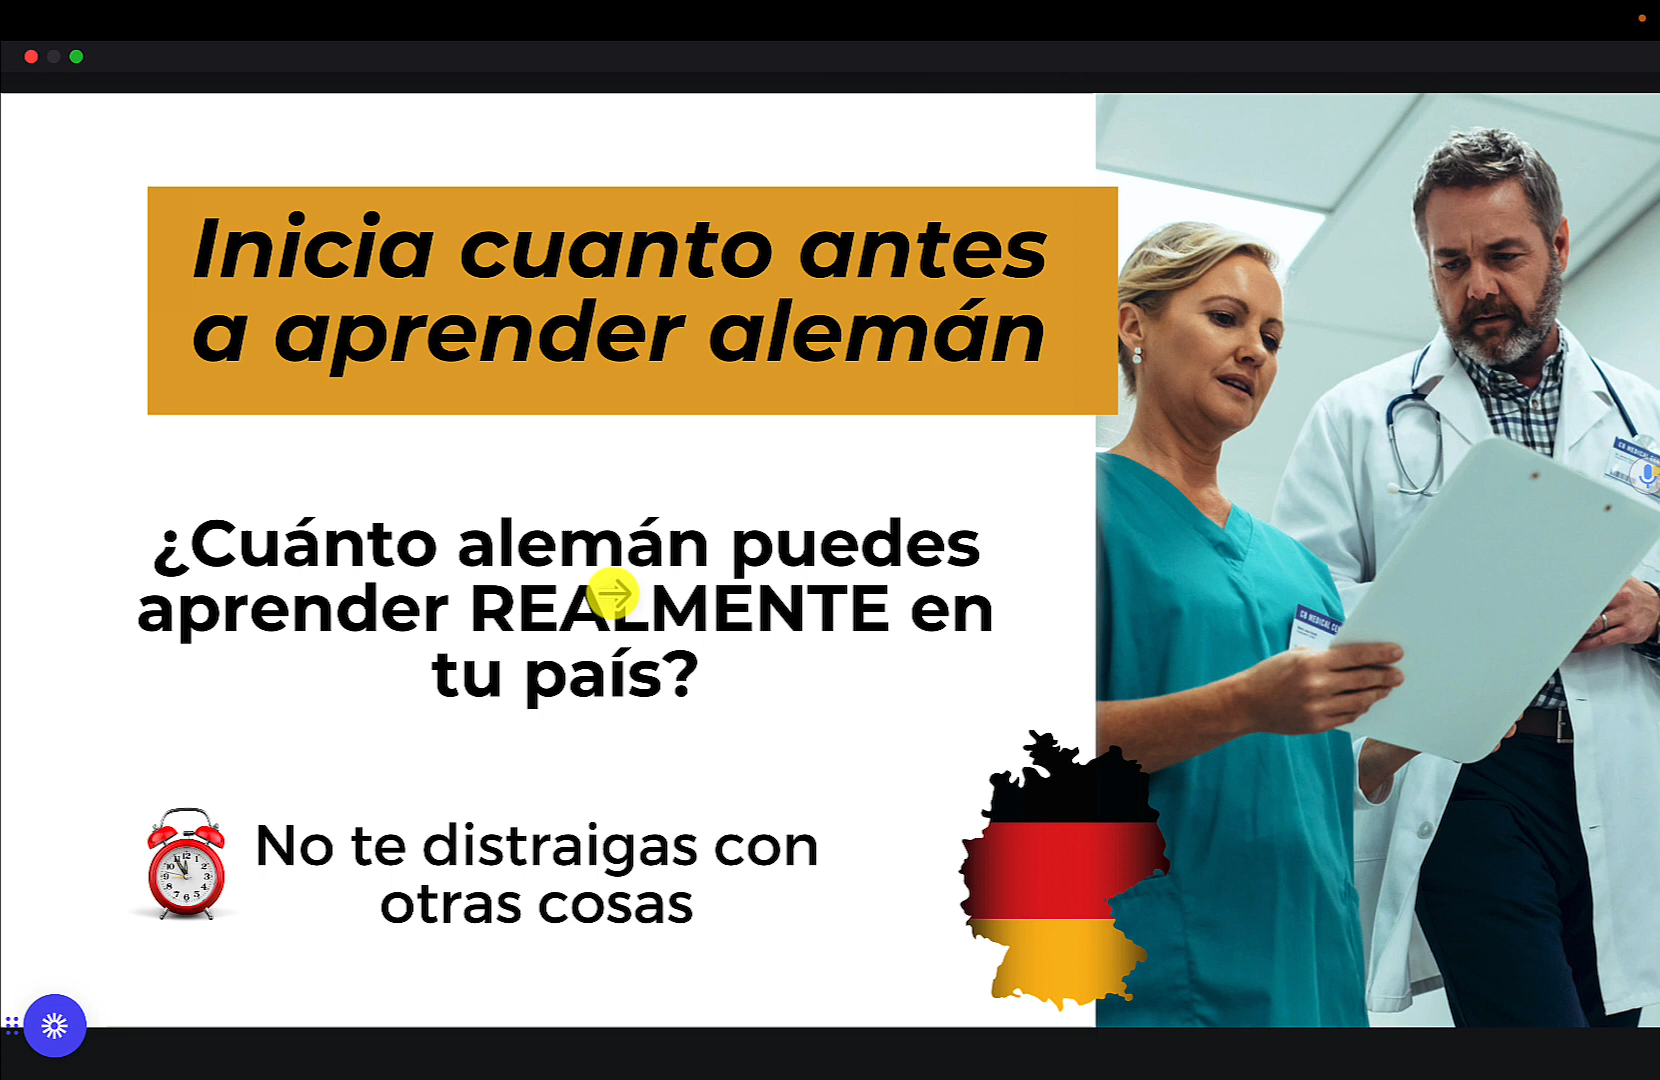 Inicia cuanto antes
a aprender alemán
¿Cuánto alemán puedes
aprender REALMENTE en
tu país?
No te distraigas con
otras cosas